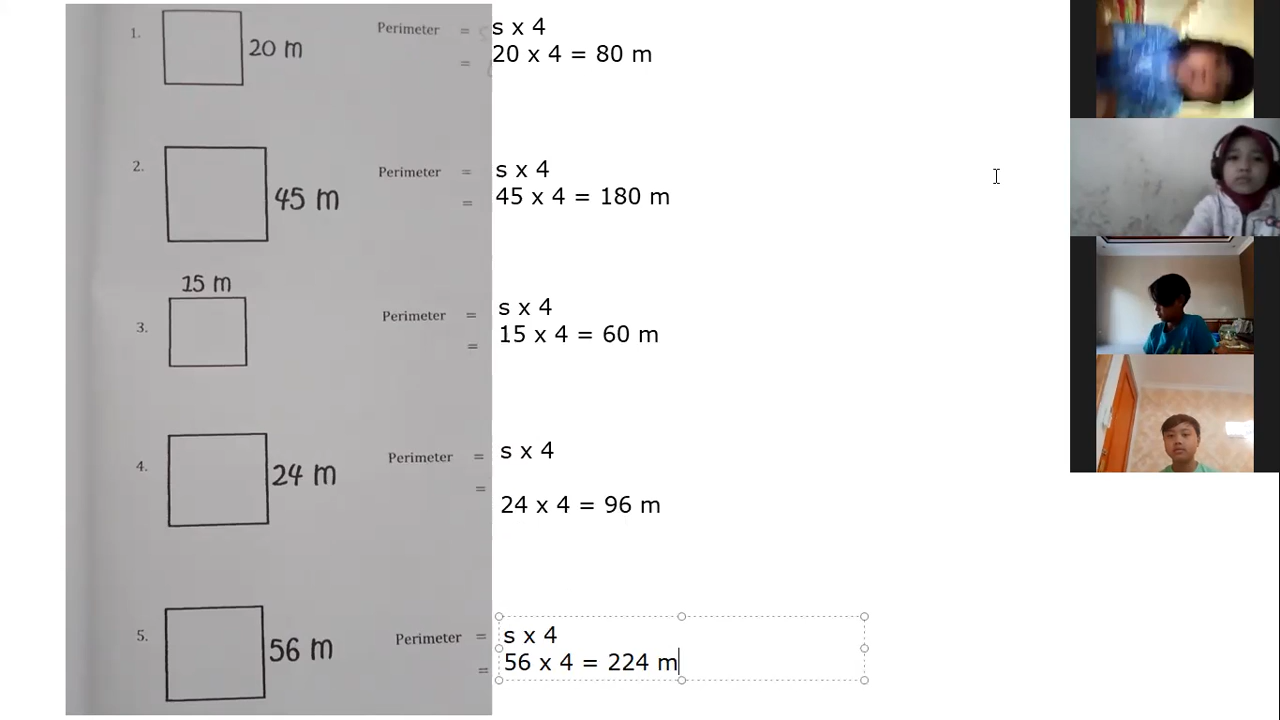 1. 20 m Perimeter = s x 4
= 20 x 4 = 80 m
2. 45 m Perimeter = s x 4
= 45 x 4 = 180 m
15 m
3. Perimeter = s x 4
= 15 x 4 = 60 m
4. 24 m Perimeter = s x 4
= 24 x 4 = 96 m
5. 56 m Perimeter = s x 4
= 56 x 4 = 224 m